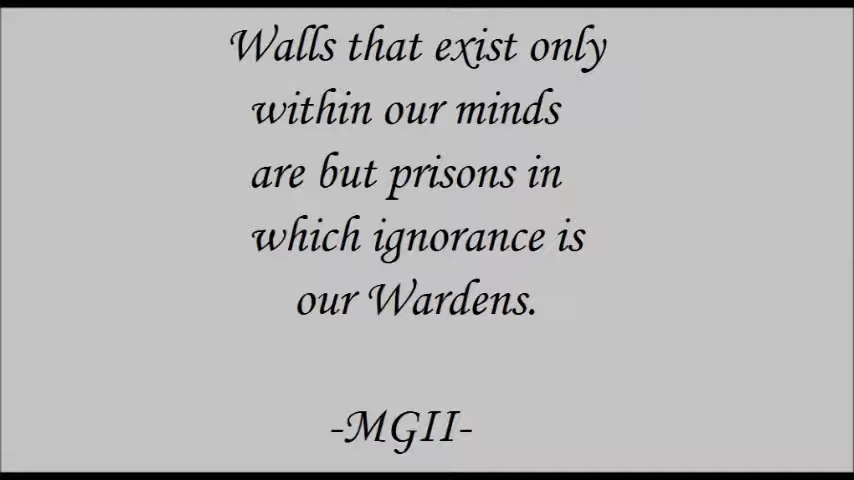 Walls that exist only
within our minds
are but prisons in
which ignorance is
our Wardens.
-MGII-